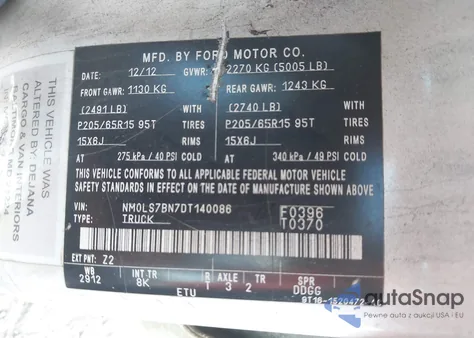 MFD. BY FORD MOTOR CO.
DATE: 12/12 GVWR: 2270 KG (5005 LB)
FRONT GAWR: 1130 KG REAR GAWR: 1243 KG
(2491 LB) WITH (2740 LB) WITH
P205/65R15 95T TIRES P205/65R15 95T TIRES
15X6J RIMS 15X6J RIMS
AT 275 kPa / 40 PSI COLD AT 340 kPa / 49 PSI COLD
THIS VEHICLE CONFORMS TO ALL APPLICABLE FEDERAL MOTOR VEHICLE
SAFETY STANDARDS IN EFFECT ON THE DATE OF MANUFACTURE SHOWN ABOVE.
VIN: NM0LS7BN7DT140086 F0396
TYPE: TRUCK T0370
EXT PNT: Z2
WB INT TR B AXLE TR SPR
2912 8K T 3 2 DDGG
ETU
THIS VEHICLE WAS
ALTERED BY DEJANA
& VAN INTERIORS
autoSnap
Pewne auta z aukcji USA i EU